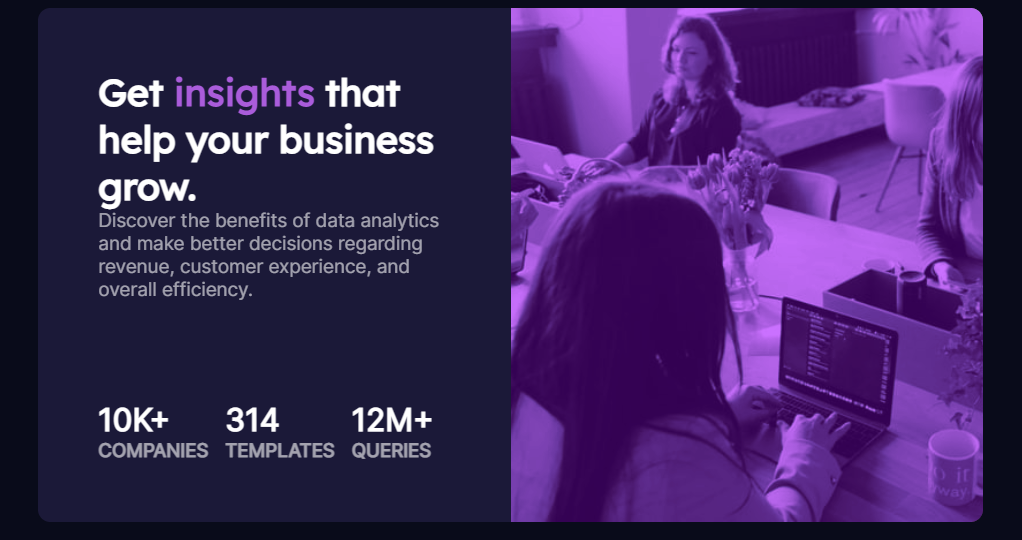 Get insights that
help your business
grow.
Discover the benefits of data analytics
and make better decisions regarding
revenue, customer experience, and
overall efficiency.
10K+ 314 12M+
COMPANIES TEMPLATES QUERIES